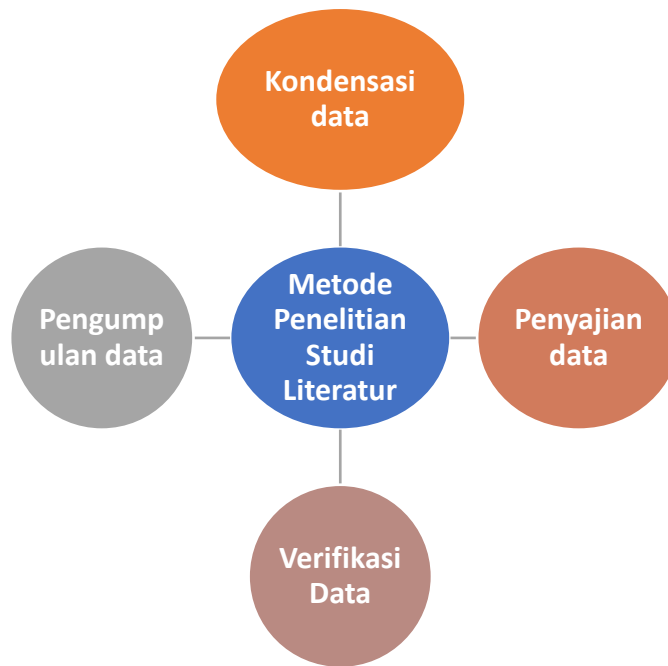 Kondensasi
data
Pengump
ulan data
Metode
Penelitian
Studi
Literatur
Penyajian
data
Verifikasi
Data